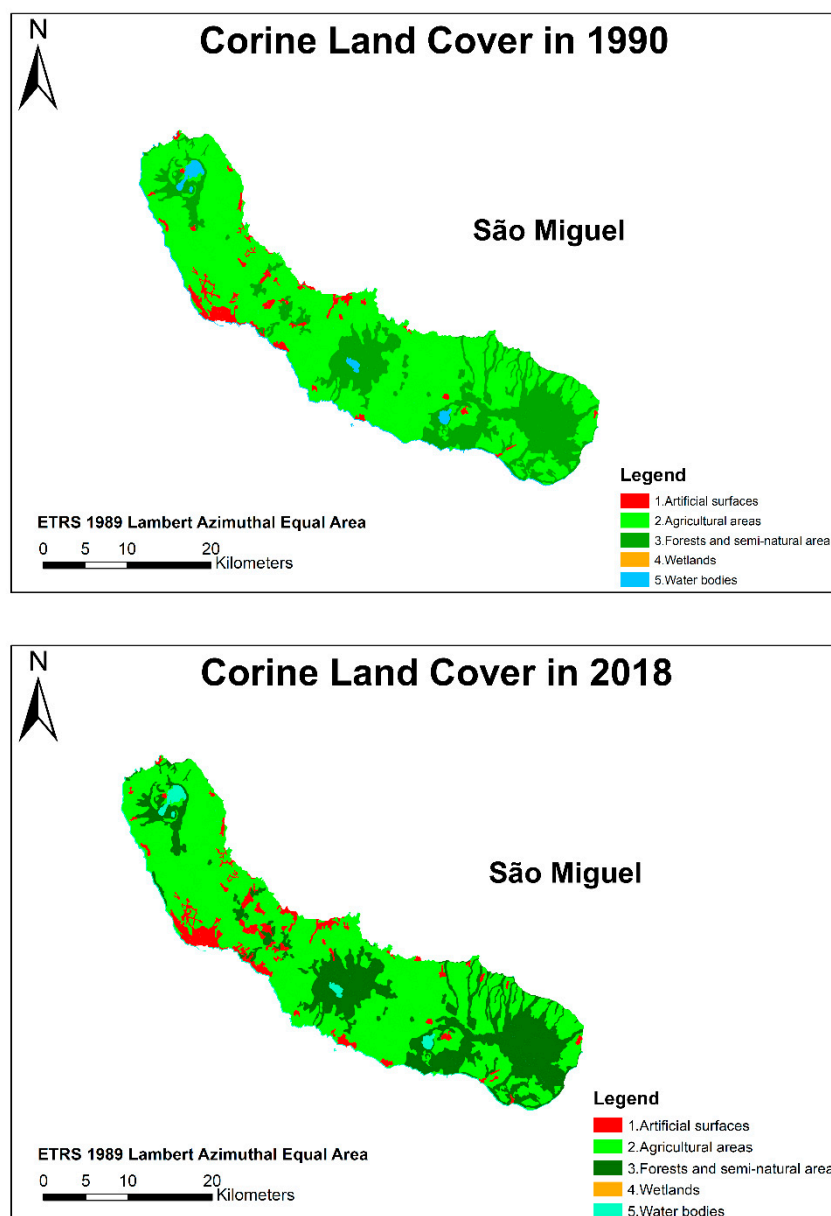 N
Corine Land Cover in 1990
São Miguel
Legend
1.Artificial surfaces
2.Agricultural areas
3.Forests and semi-natural area
4.Wetlands
5.Water bodies
ETRS 1989 Lambert Azimuthal Equal Area
0 5 10 20
Kilometers
N
Corine Land Cover in 2018
São Miguel
Legend
1.Artificial surfaces
2.Agricultural areas
3.Forests and semi-natural area
4.Wetlands
5.Water bodies
ETRS 1989 Lambert Azimuthal Equal Area
0 5 10 20
Kilometers